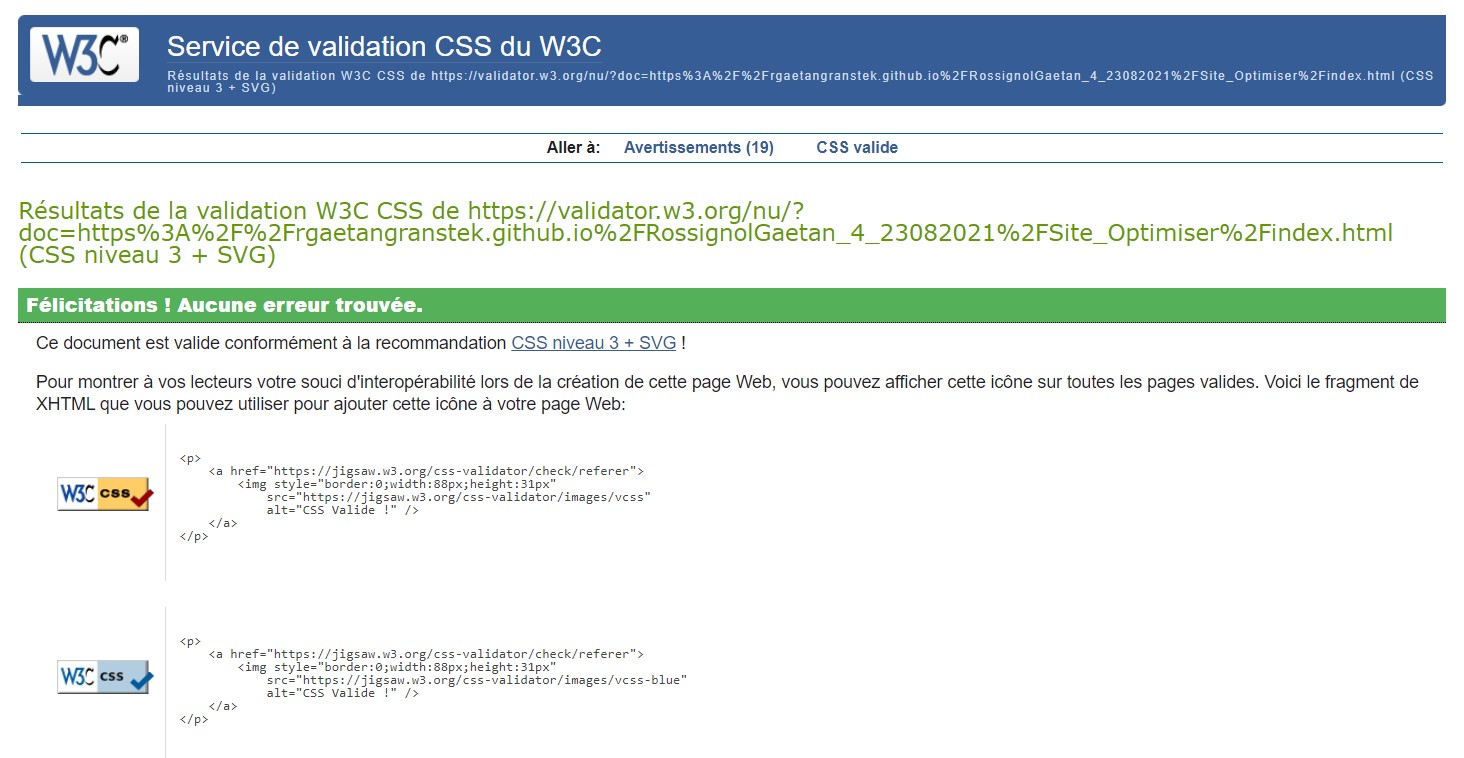 W3C®
Service de validation CSS du W3C
Résultats de la validation W3C CSS de https://validator.w3.org/nu/?doc=https%3A%2F%2Frgaetangranstek.github.io%2FRossignolGaetan_4_23082021%2FSite_Optimiser%2Findex.html (CSS
niveau 3 + SVG)
Aller à: Avertissements (19) CSS valide
Résultats de la validation W3C CSS de https://validator.w3.org/nu/?
doc=https%3A%2F%2Frgaetangranstek.github.io%2FRossignolGaetan_4_23082021%2FSite_Optimiser%2Findex.html
(CSS niveau 3 + SVG)
Félicitations ! Aucune erreur trouvée.
Ce document est valide conformément à la recommandation CSS niveau 3 + SVG !
Pour montrer à vos lecteurs votre souci d'interopérabilité lors de la création de cette page Web, vous pouvez afficher cette icône sur toutes les pages valides. Voici le fragment de
XHTML que vous pouvez utiliser pour ajouter cette icône à votre page Web:
W3C css
<p>
<a href="https://jigsaw.w3.org/css-validator/check/referer">
<img style="border:0;width:88px;height:31px"
src="https://jigsaw.w3.org/css-validator/images/vcss"
alt="CSS Valide !" />
</a>
</p>
W3C css
<p>
<a href="https://jigsaw.w3.org/css-validator/check/referer">
<img style="border:0;width:88px;height:31px"
src="https://jigsaw.w3.org/css-validator/images/vcss-blue"
alt="CSS Valide !" />
</a>
</p>